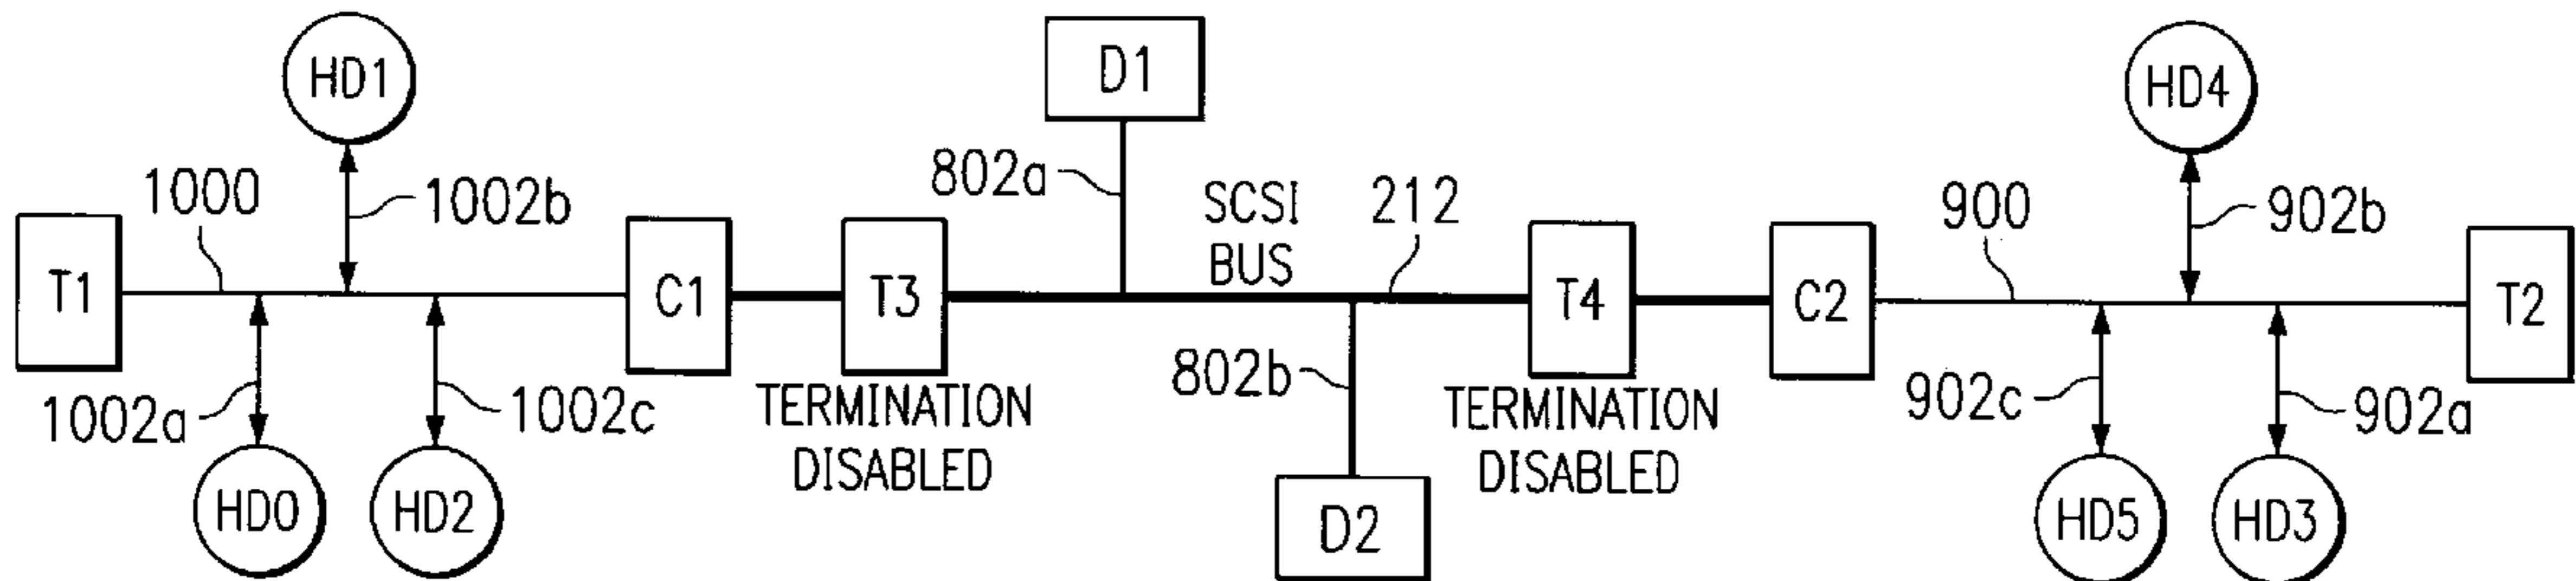 HD1
D1
HD4
1000
1002b
802a
SCSI
BUS
212
900
902b
T1
C1
T3
T4
C2
T2
1002a
1002c
TERMINATION
DISABLED
802b
TERMINATION
DISABLED
902c
902a
HD0
HD2
D2
HD5
HD3